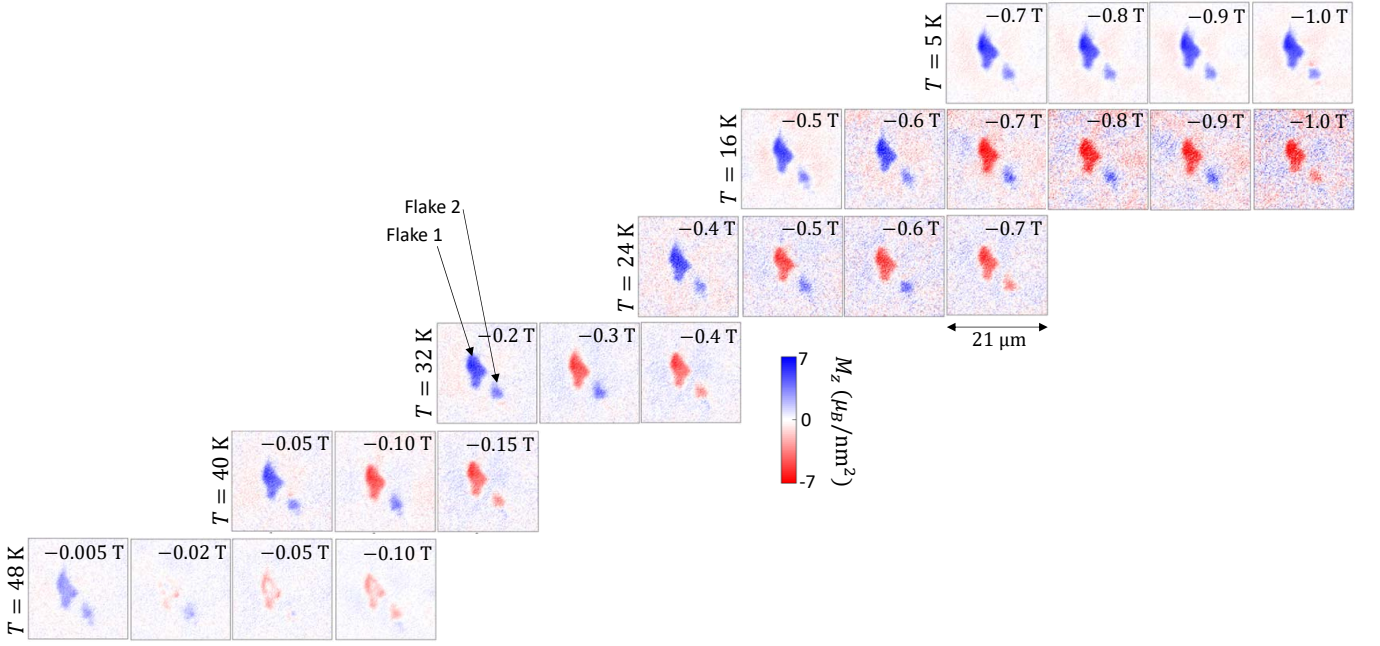 T = 5 K
−0.7 T
−0.8 T
−0.9 T
−1.0 T
T = 16 K
−0.5 T
−0.6 T
−0.7 T
−0.8 T
−0.9 T
−1.0 T
Flake 2
Flake 1
T = 24 K
−0.4 T
−0.5 T
−0.6 T
−0.7 T
21 μm
T = 32 K
−0.2 T
−0.3 T
−0.4 T
7
0
-7
M_z (μ_B/nm²)
T = 40 K
−0.05 T
−0.10 T
−0.15 T
T = 48 K
−0.005 T
−0.02 T
−0.05 T
−0.10 T